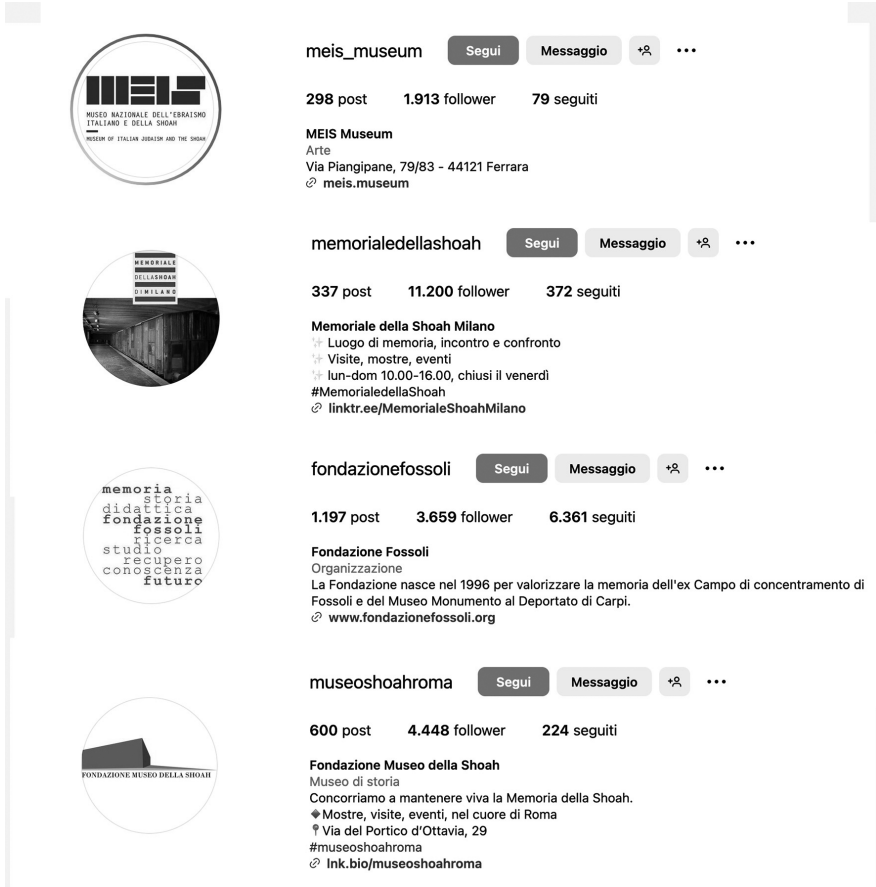 MEIS
MUSEO NAZIONALE DELL'EBRAISMO
ITALIANO E DELLA SHOAH
MUSEUM OF ITALIAN JUDAISM AND THE SHOAH
meis_museum Segui Messaggio
298 post 1.913 follower 79 seguiti
MEIS Museum
Arte
Via Piangipane, 79/83 - 44121 Ferrara
meis.museum
MEMORIALE
DELLASHOAH
DIMILANO
memorialedellashoah Segui Messaggio
337 post 11.200 follower 372 seguiti
Memoriale della Shoah Milano
Luogo di memoria, incontro e confronto
Visite, mostre, eventi
lun-dom 10.00-16.00, chiusi il venerdì
#MemorialedellaShoah
linktr.ee/MemorialeShoahMilano
memoria
storia
didattica
fondazione
fossoli
ricerca
studio
recupero
conoscenza
futuro
fondazionefossoli Segui Messaggio
1.197 post 3.659 follower 6.361 seguiti
Fondazione Fossoli
Organizzazione
La Fondazione nasce nel 1996 per valorizzare la memoria dell'ex Campo di concentramento di
Fossoli e del Museo Monumento al Deportato di Carpi.
www.fondazionefossoli.org
FONDAZIONE MUSEO DELLA SHOAH
museoshoahroma Segui Messaggio
600 post 4.448 follower 224 seguiti
Fondazione Museo della Shoah
Museo di storia
Concorriamo a mantenere viva la Memoria della Shoah.
Mostre, visite, eventi, nel cuore di Roma
Via del Portico d'Ottavia, 29
#museoshoahroma
lnk.bio/museoshoahroma